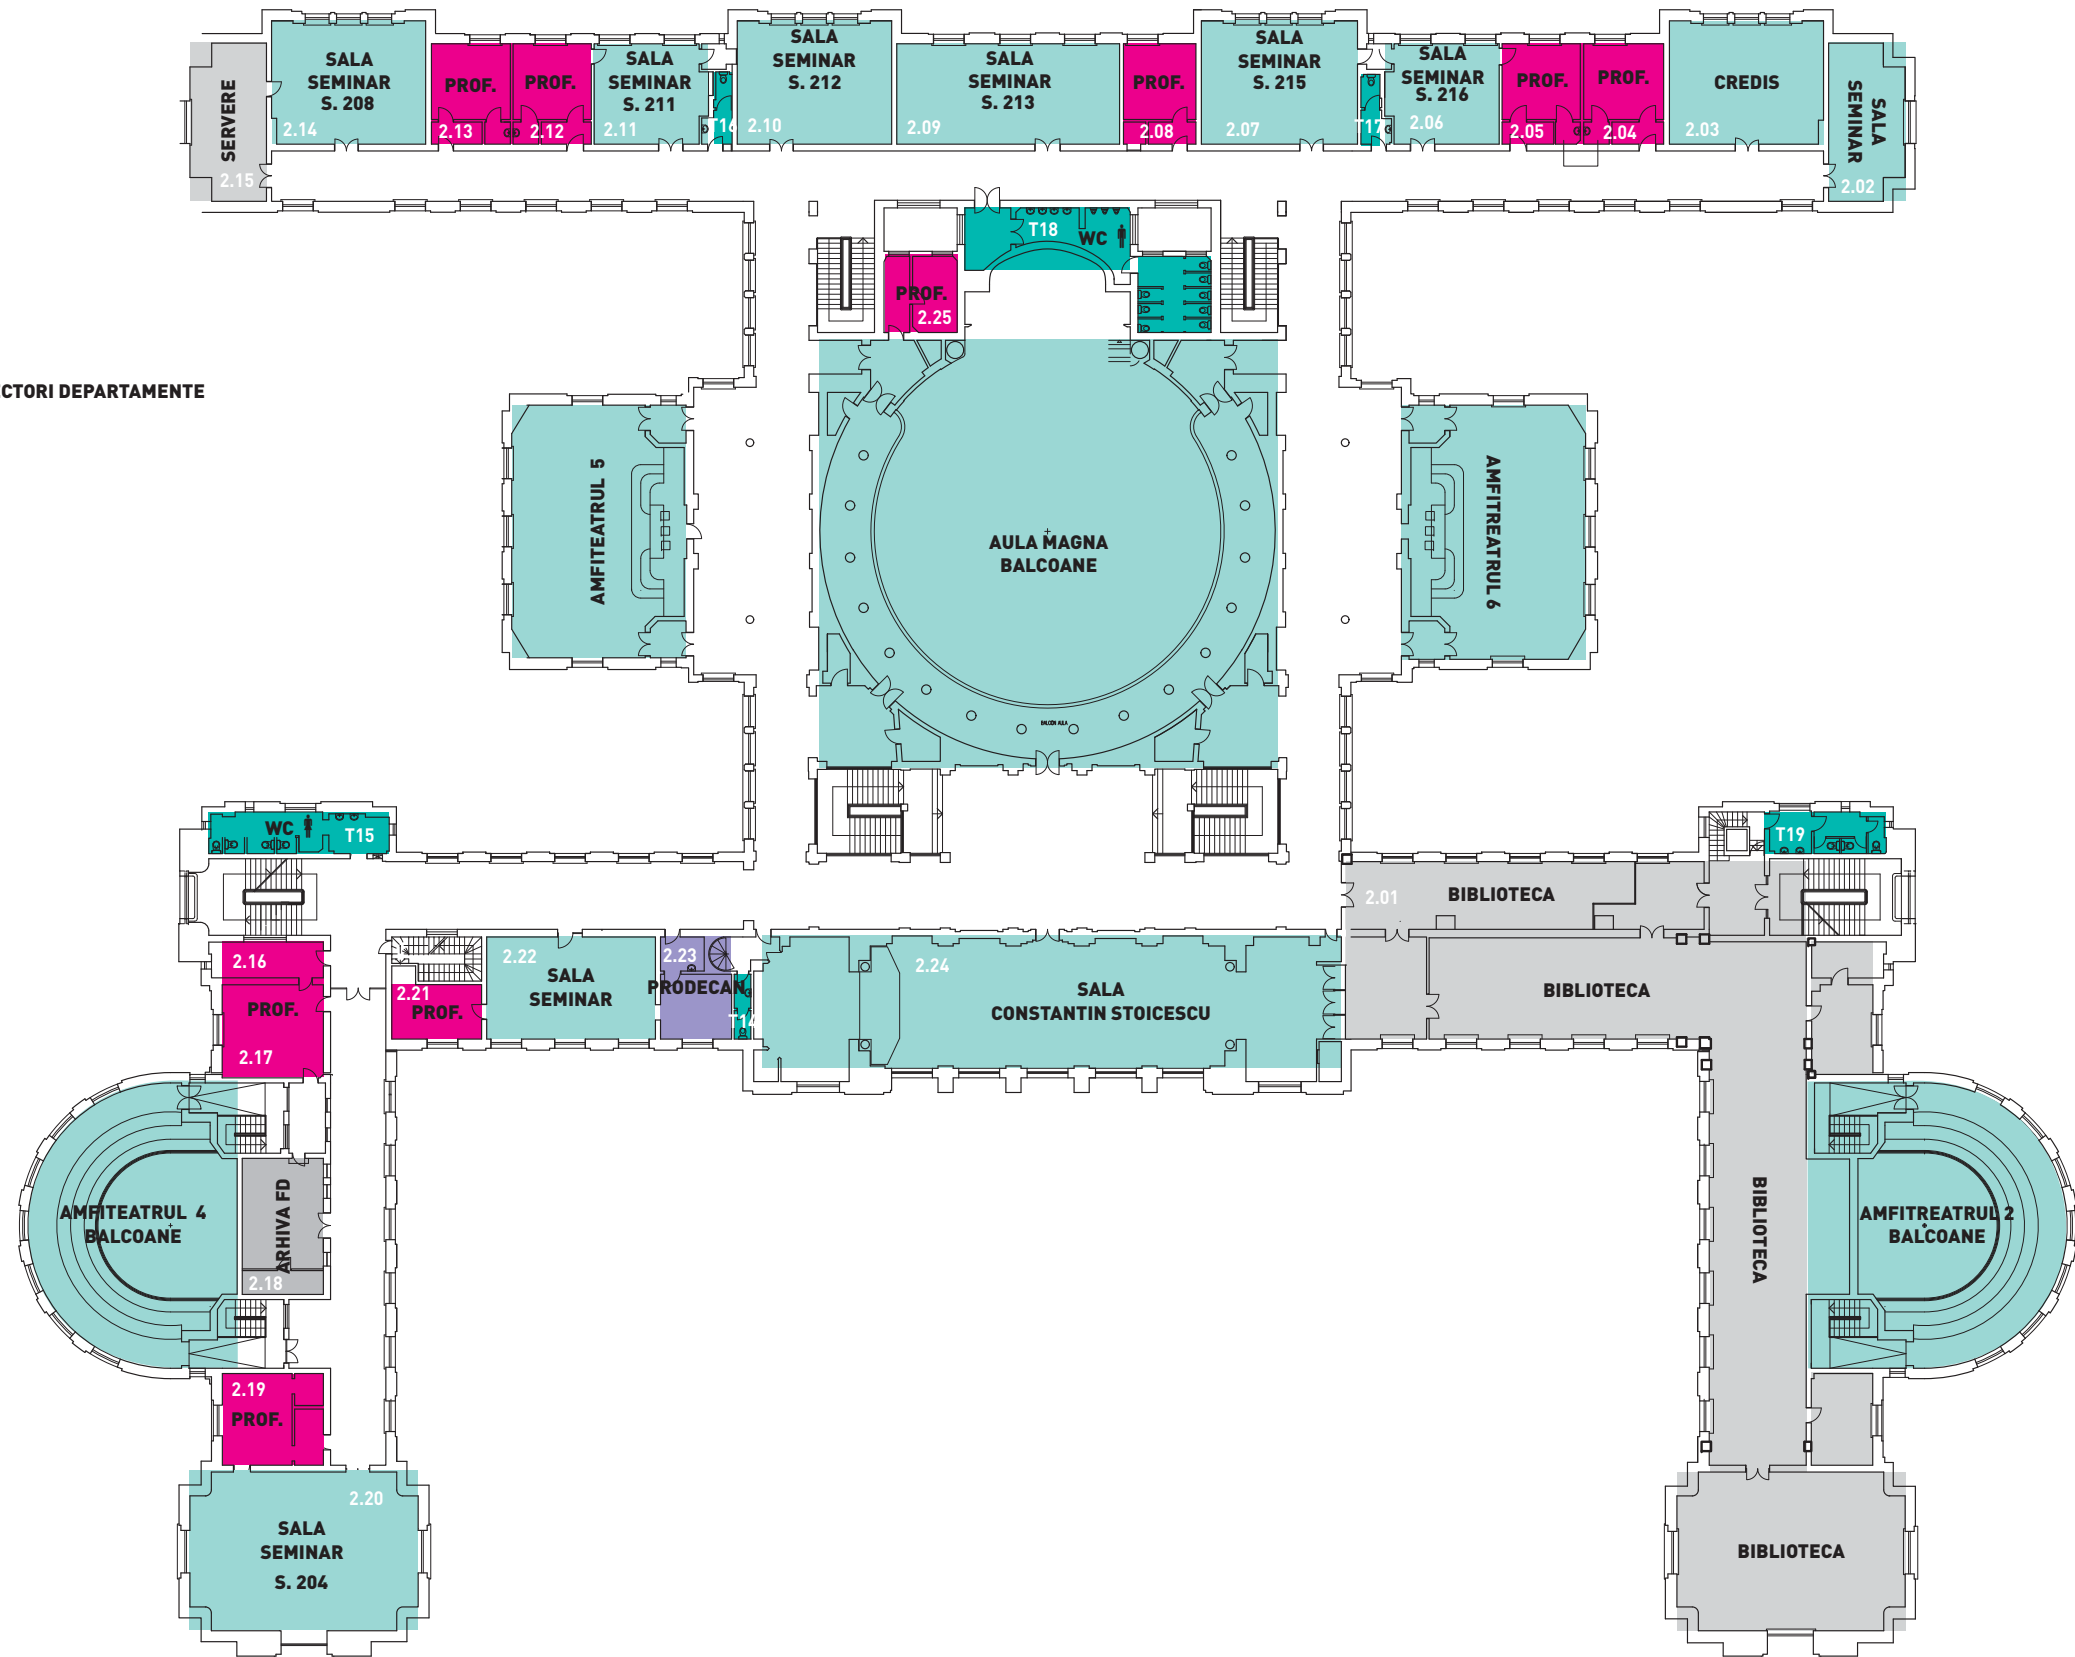 SERVERE
2.15
SALA
SEMINAR
S. 208
2.14
PROF.
2.13
PROF.
2.12
SALA
SEMINAR
S. 211
2.11
T16
SALA
SEMINAR
S. 212
2.10
SALA
SEMINAR
S. 213
2.09
PROF.
2.08
SALA
SEMINAR
S. 215
2.07
T17
SALA
SEMINAR
S. 216
2.06
PROF.
2.05
PROF.
2.04
CREDIS
2.03
SALA
SEMINAR
2.02
T18
WC
PROF.
2.25
CTORI DEPARTAMENTE
AMFITEATRUL 5
AULA MAGNA
BALCOANE
BALCON AULA
AMFITREATRUL 6
WC
T15
T19
2.01
BIBLIOTECA
2.16
PROF.
2.17
2.21
PROF.
2.22
SALA
SEMINAR
2.23
PRODECAN
T14
2.24
SALA
CONSTANTIN STOICESCU
BIBLIOTECA
AMFITEATRUL 4
BALCOANE
ARHIVA FD
2.18
BIBLIOTECA
AMFITREATRUL 2
BALCOANE
2.19
PROF.
2.20
SALA
SEMINAR
S. 204
BIBLIOTECA